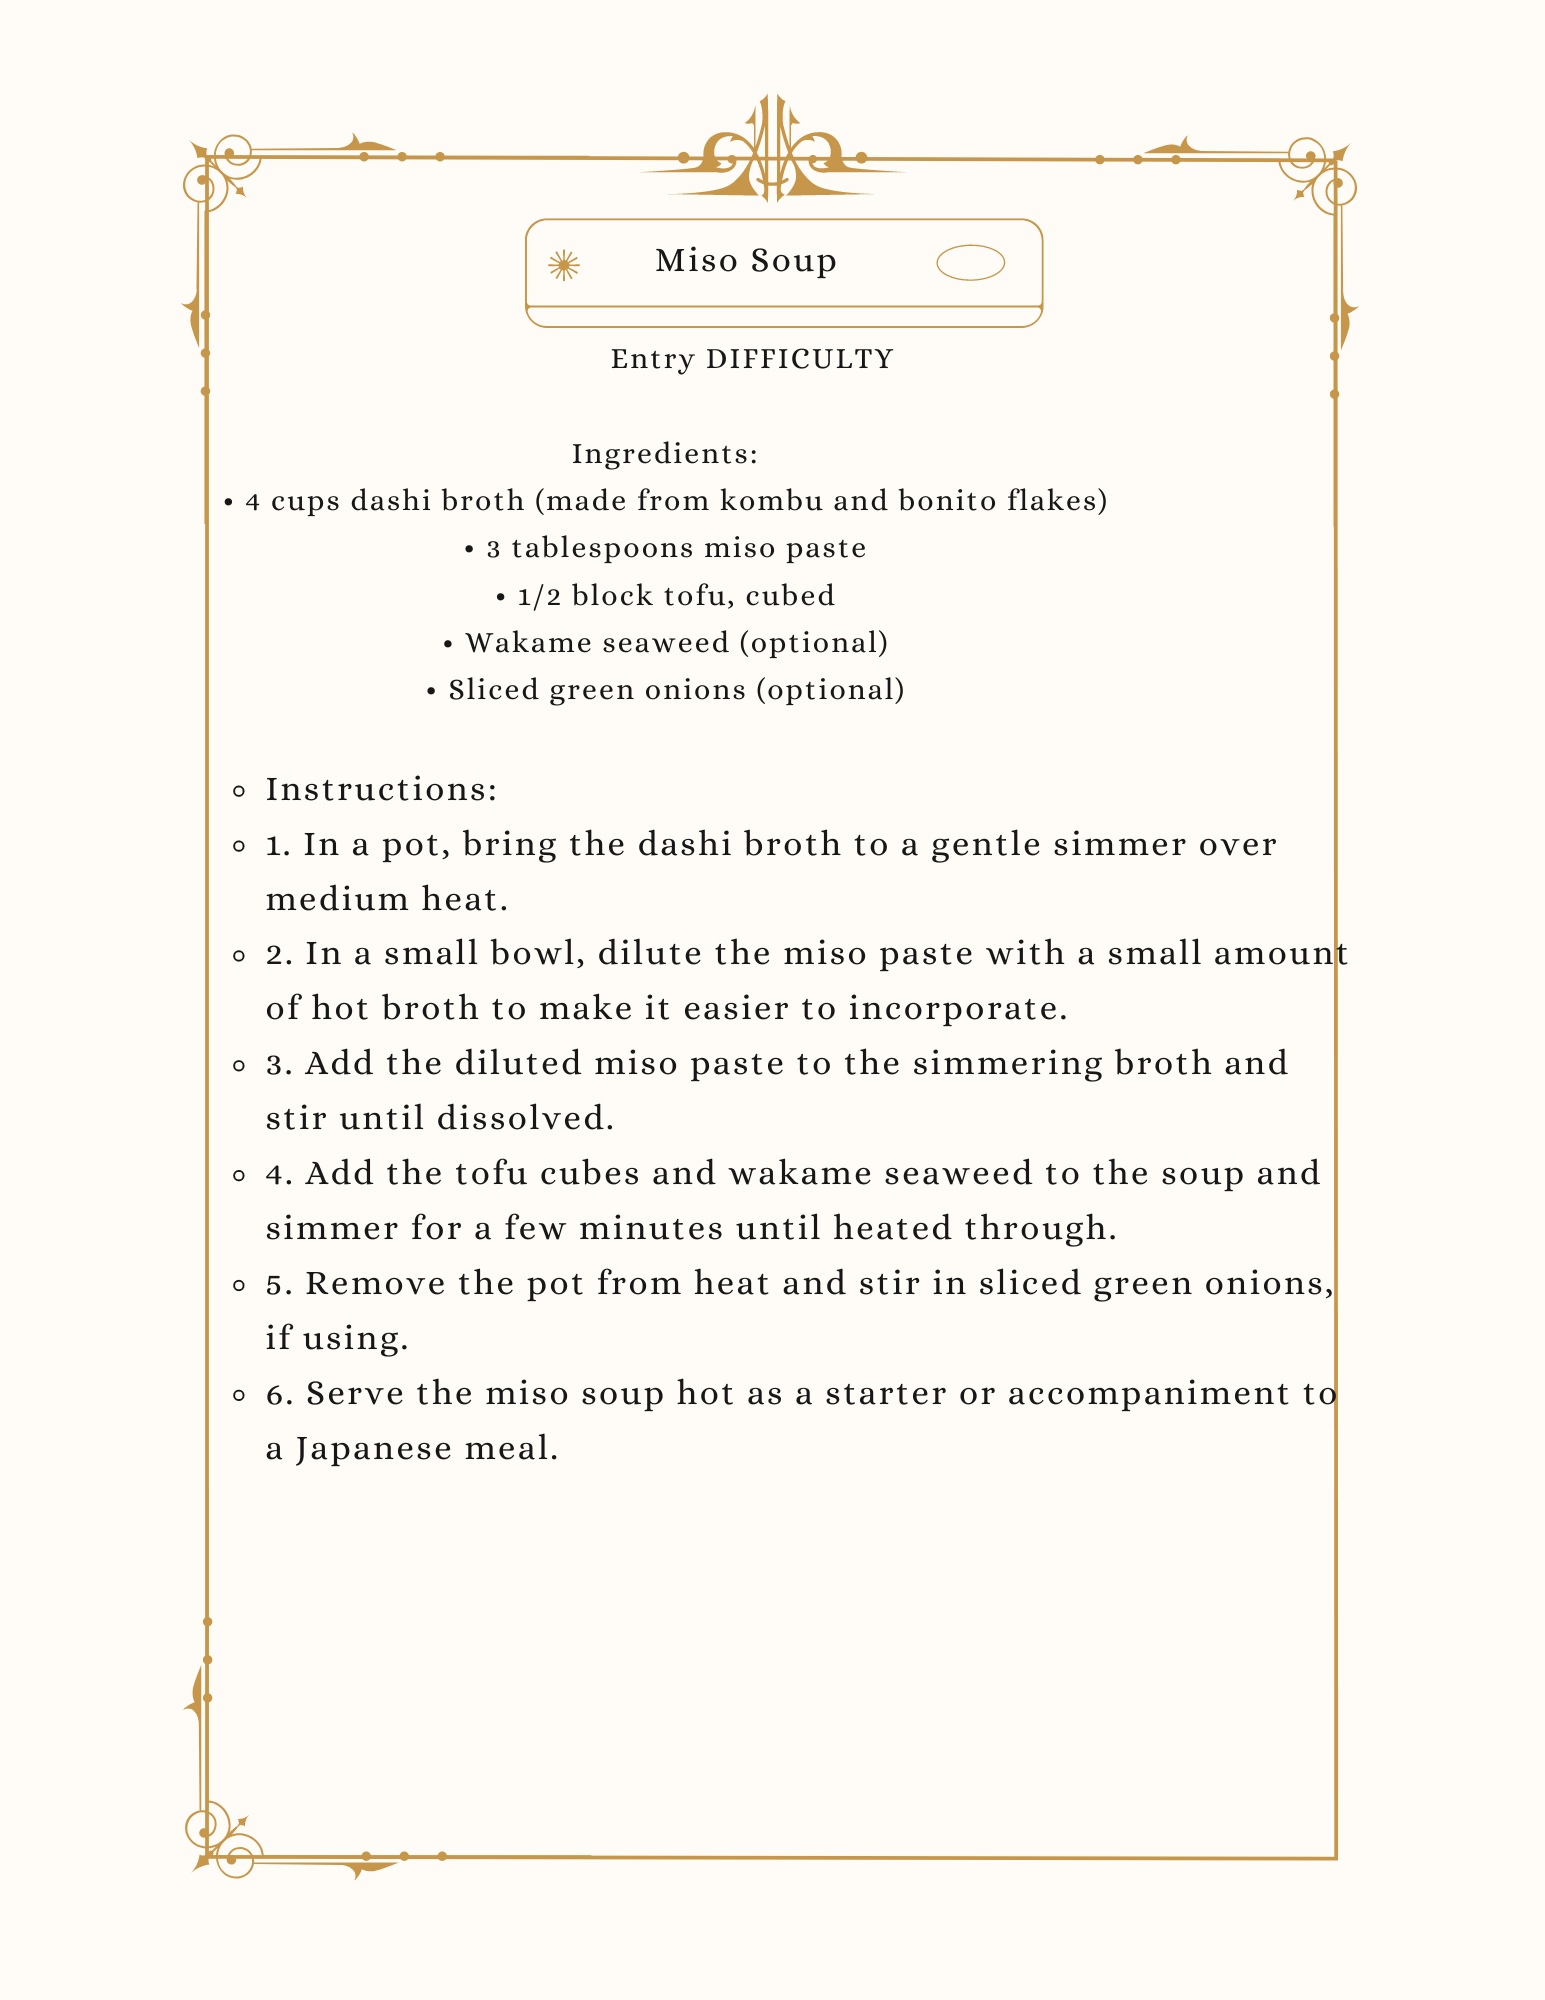 Miso Soup
Entry DIFFICULTY
Ingredients:
• 4 cups dashi broth (made from kombu and bonito flakes)
• 3 tablespoons miso paste
• 1/2 block tofu, cubed
• Wakame seaweed (optional)
• Sliced green onions (optional)
◦ Instructions:
◦ 1. In a pot, bring the dashi broth to a gentle simmer over
medium heat.
◦ 2. In a small bowl, dilute the miso paste with a small amount
of hot broth to make it easier to incorporate.
◦ 3. Add the diluted miso paste to the simmering broth and
stir until dissolved.
◦ 4. Add the tofu cubes and wakame seaweed to the soup and
simmer for a few minutes until heated through.
◦ 5. Remove the pot from heat and stir in sliced green onions,
if using.
◦ 6. Serve the miso soup hot as a starter or accompaniment to
a Japanese meal.